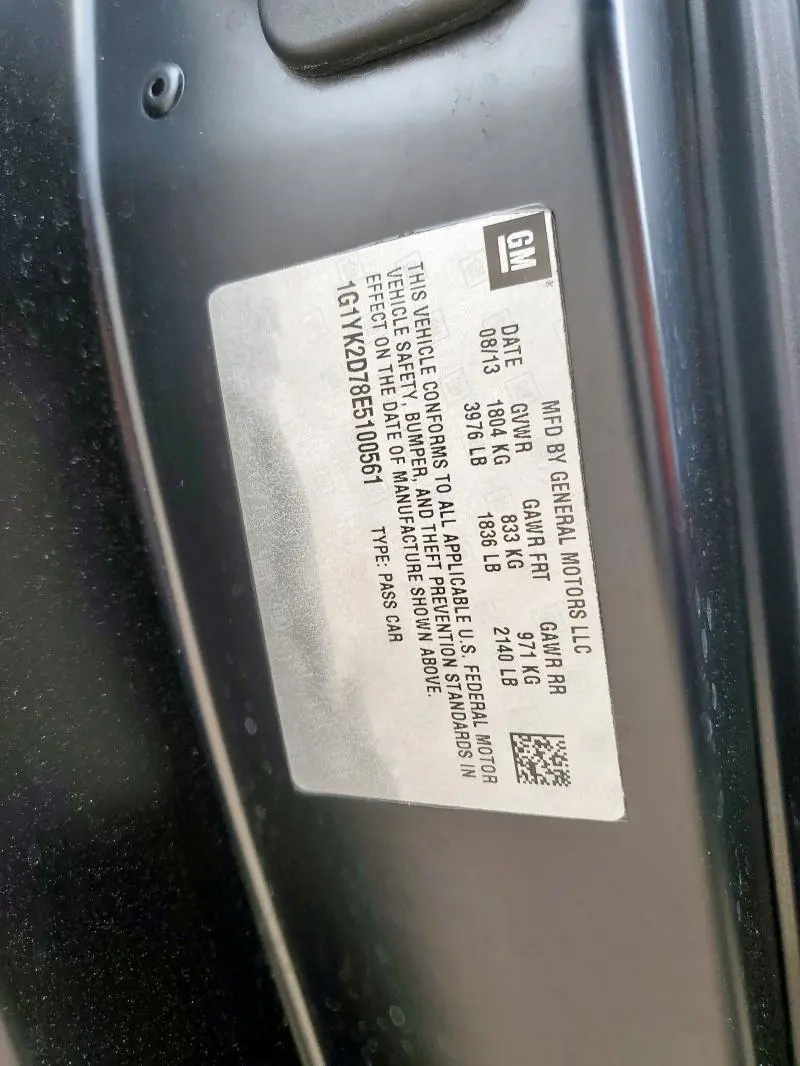 GM
MFD BY GENERAL MOTORS LLC
DATE GVWR GAWR FRT GAWR RR
08/13 1804 KG 833 KG 971 KG
3976 LB 1836 LB 2140 LB
THIS VEHICLE CONFORMS TO ALL APPLICABLE U.S. FEDERAL MOTOR
VEHICLE SAFETY, BUMPER, AND THEFT PREVENTION STANDARDS IN
EFFECT ON THE DATE OF MANUFACTURE SHOWN ABOVE.
1G1YK2D78E5100561 TYPE: PASS CAR